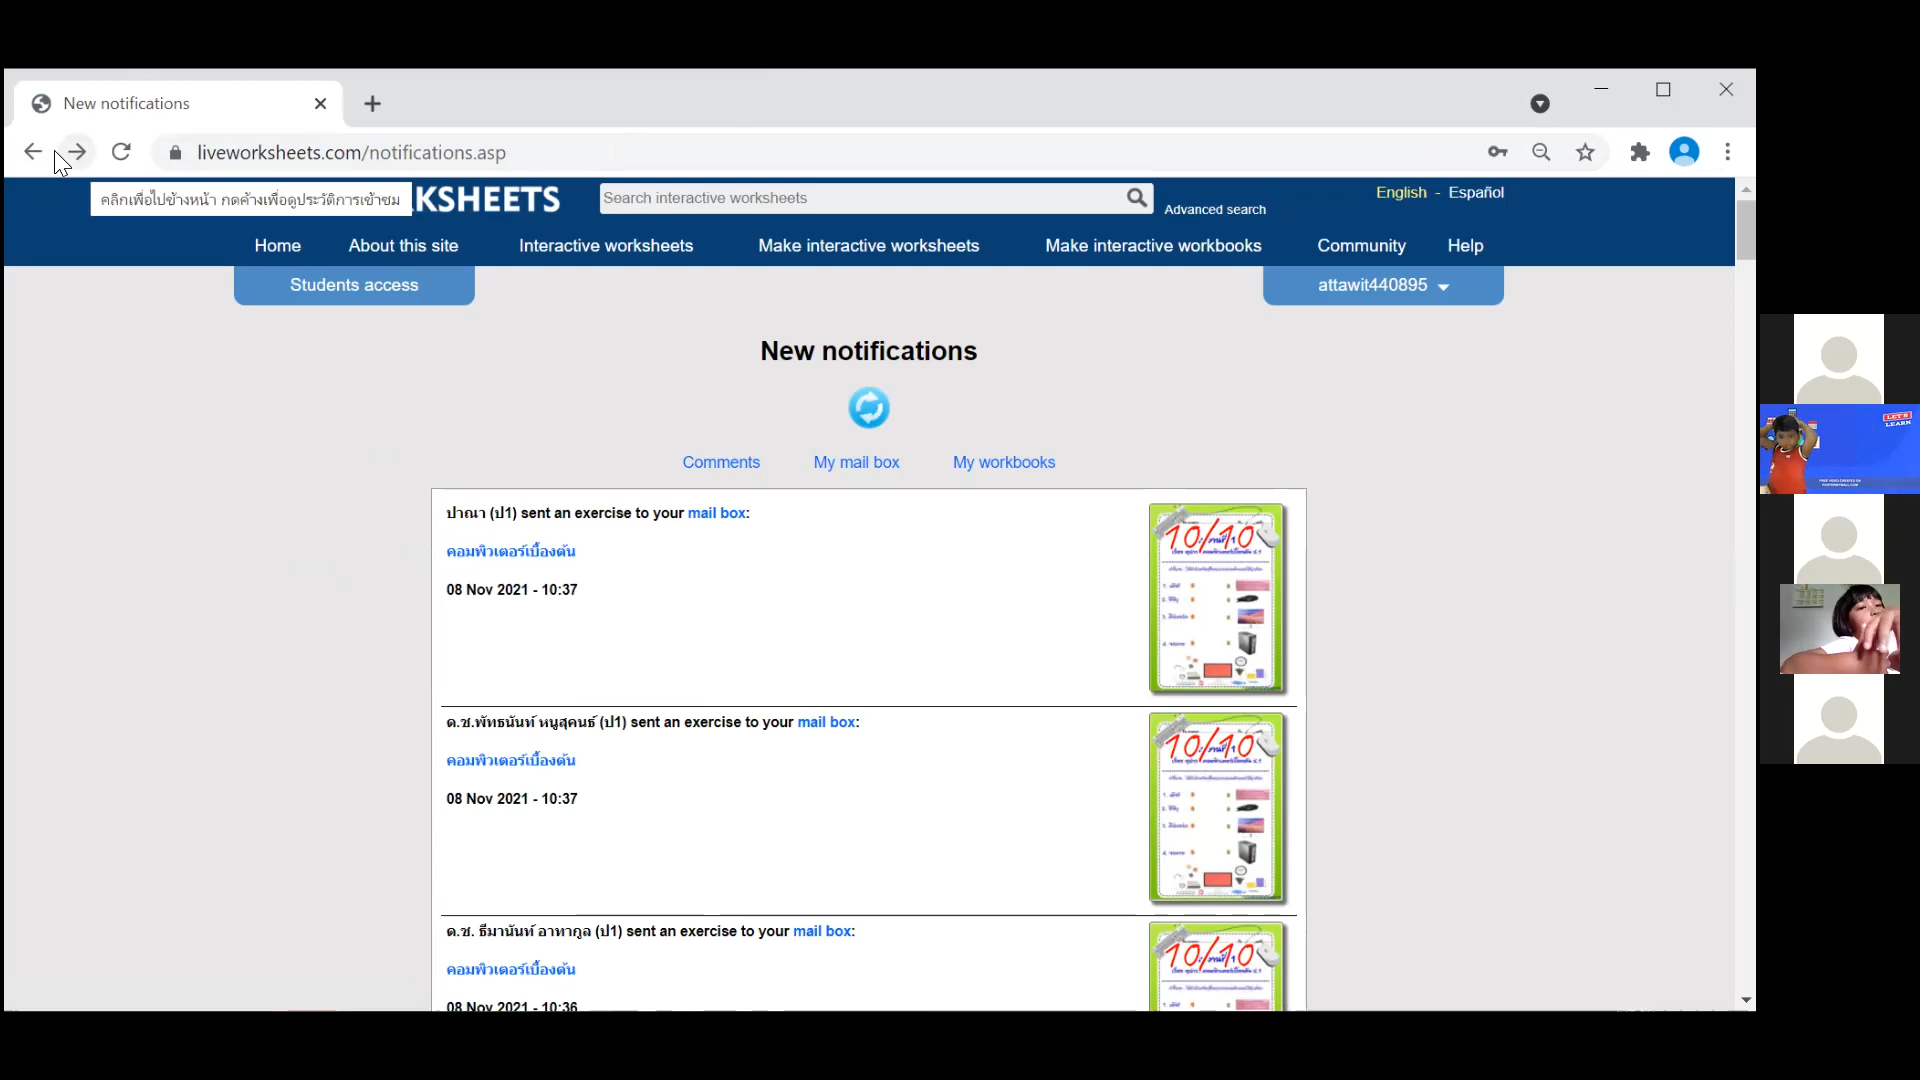 New notifications
liveworksheets.com/notifications.asp
คลิกเพื่อไปข้างหน้า กดค้างเพื่อดูประวัติการเข้าชม
KSHEETS
Search interactive worksheets
Advanced search
English - Español
Home About this site Interactive worksheets Make interactive worksheets Make interactive workbooks Community Help
Students access
attawit440895
New notifications
Comments My mail box My workbooks
ปาณา (ป1) sent an exercise to your mail box:
คอมพิวเตอร์เบื้องต้น
08 Nov 2021 - 10:37
10/10
ด.ช.พัทธนันท์ หนูสุคนธ์ (ป1) sent an exercise to your mail box:
คอมพิวเตอร์เบื้องต้น
08 Nov 2021 - 10:37
10/10
ด.ช. ธีมานันท์ อาทากูล (ป1) sent an exercise to your mail box:
คอมพิวเตอร์เบื้องต้น
08 Nov 2021 - 10:36
10/10
LET'S
LEARN